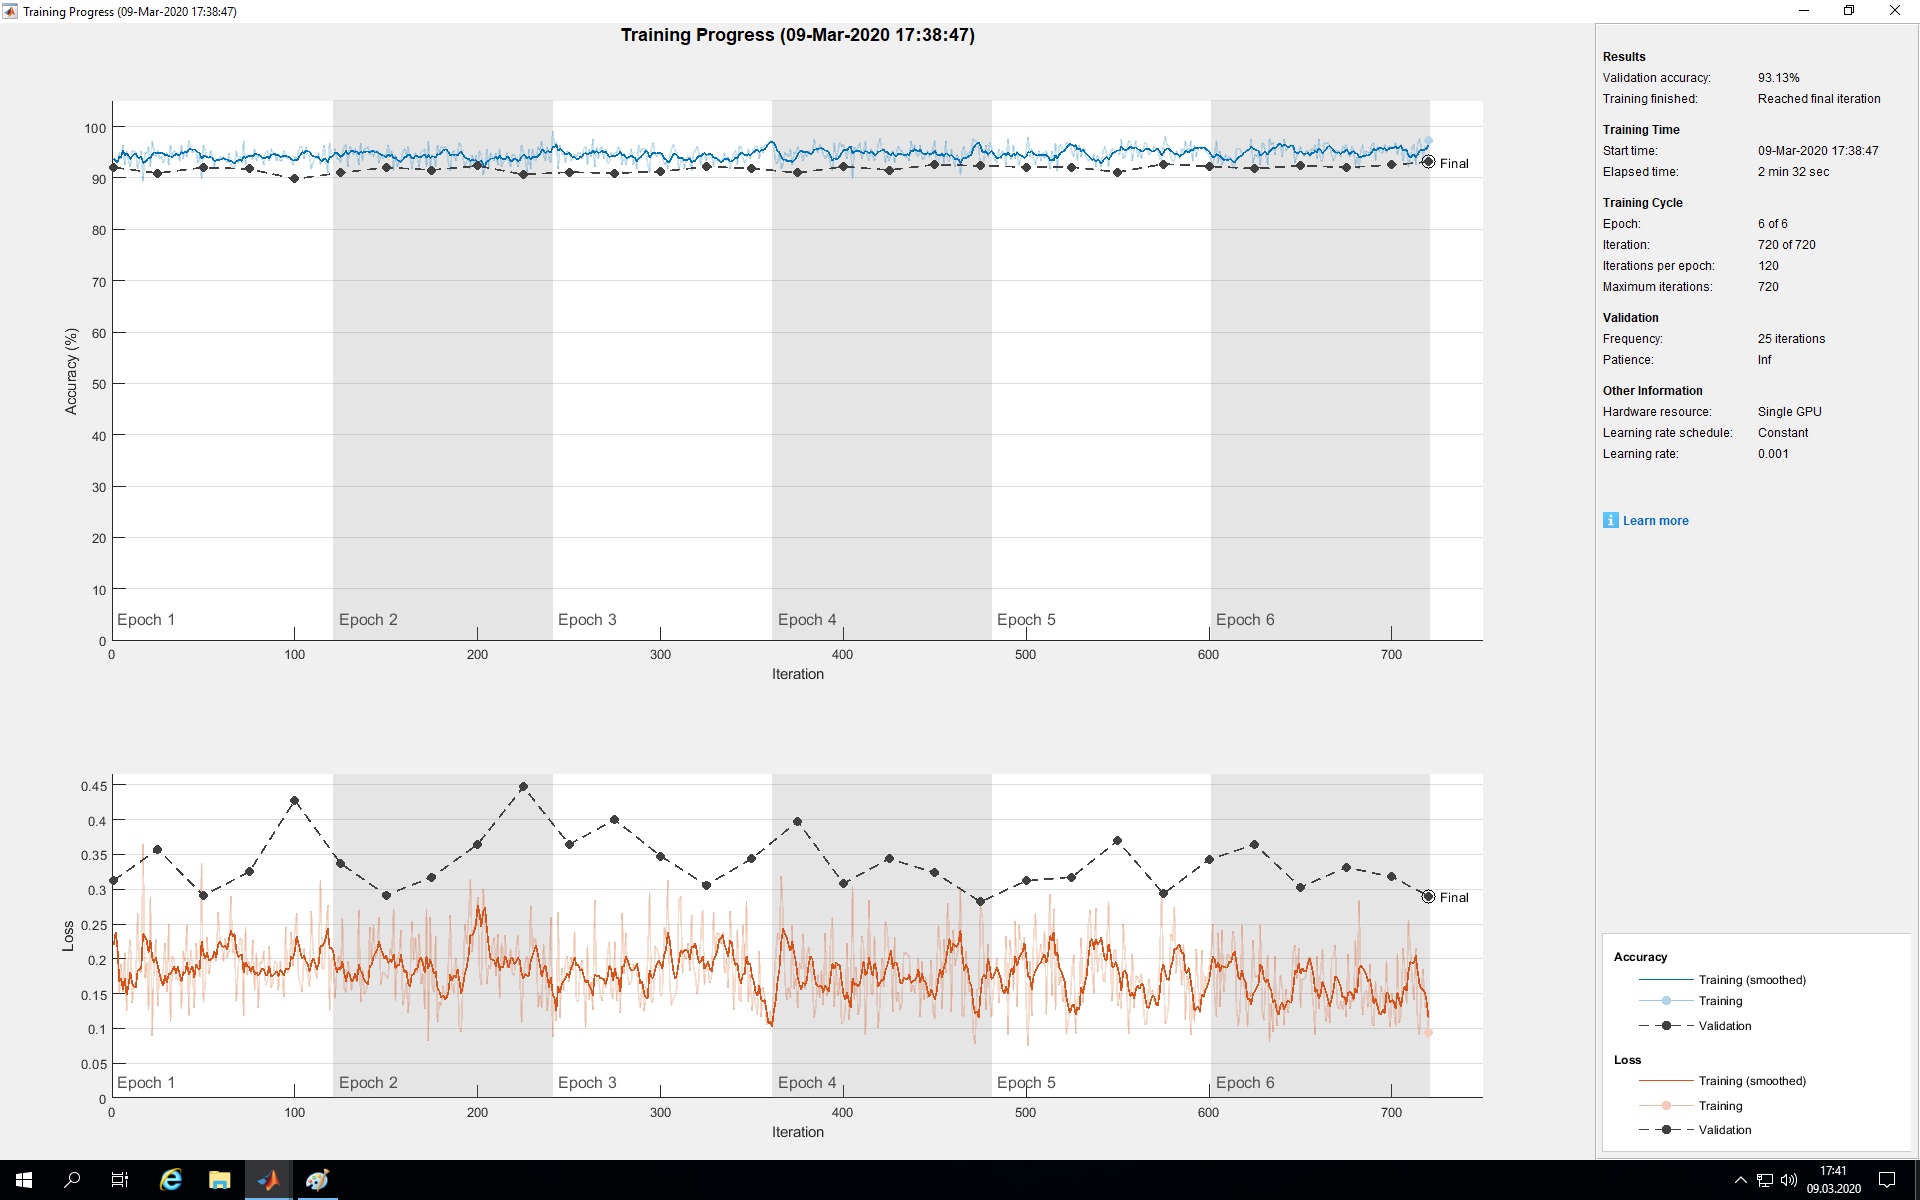 Training Progress (09-Mar-2020 17:38:47)
Training Progress (09-Mar-2020 17:38:47)
100
90
80
70
60
50
40
30
20
10
0
Accuracy (%)
Epoch 1
Epoch 2
Epoch 3
Epoch 4
Epoch 5
Epoch 6
Final
0
100
200
300
400
500
600
700
Iteration
0.45
0.4
0.35
0.3
0.25
0.2
0.15
0.1
0.05
0
Loss
Epoch 1
Epoch 2
Epoch 3
Epoch 4
Epoch 5
Epoch 6
Final
0
100
200
300
400
500
600
700
Iteration
Results
Validation accuracy: 93.13%
Training finished: Reached final iteration
Training Time
Start time: 09-Mar-2020 17:38:47
Elapsed time: 2 min 32 sec
Training Cycle
Epoch: 6 of 6
Iteration: 720 of 720
Iterations per epoch: 120
Maximum iterations: 720
Validation
Frequency: 25 iterations
Patience: Inf
Other Information
Hardware resource: Single GPU
Learning rate schedule: Constant
Learning rate: 0.001
Learn more
Accuracy
Training (smoothed)
Training
Validation
Loss
Training (smoothed)
Training
Validation
17:41
09.03.2020